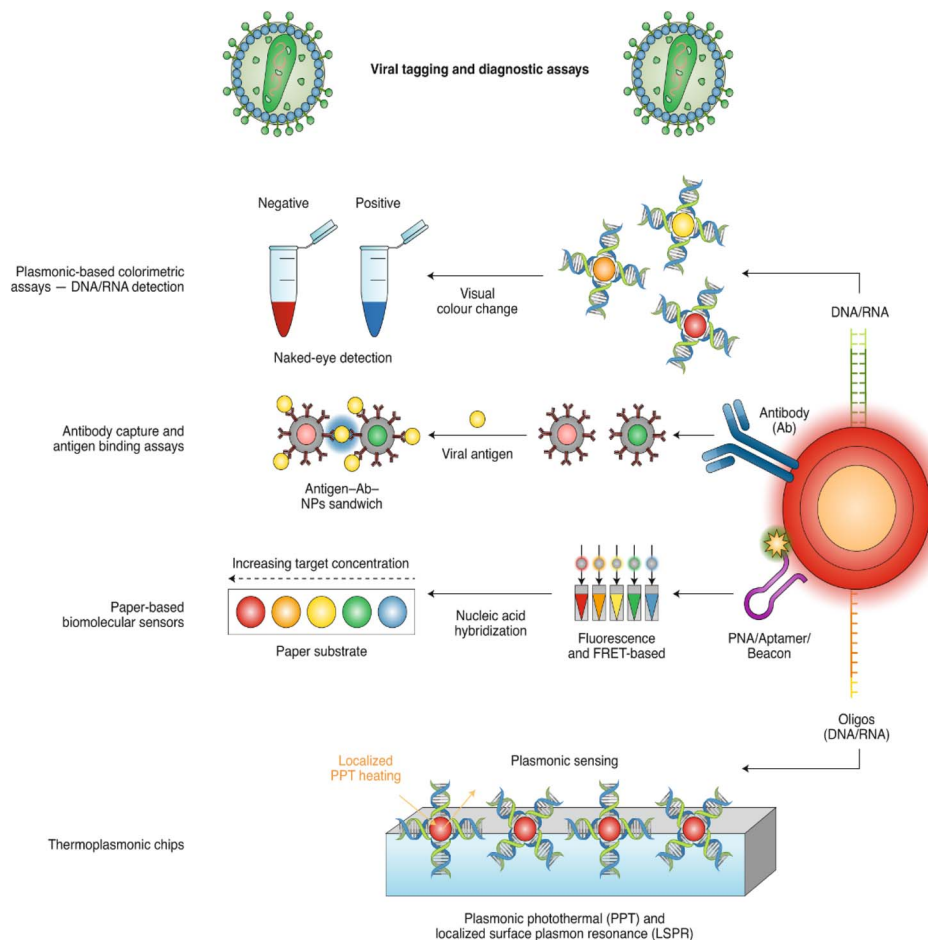 Viral tagging and diagnostic assays
Negative
Positive
Plasmonic-based colorimetric
assays — DNA/RNA detection
Visual
colour change
DNA/RNA
Naked-eye detection
Antibody capture and
antigen binding assays
Viral antigen
Antibody
(Ab)
Antigen–Ab–
NPs sandwich
Increasing target concentration
Paper-based
biomolecular sensors
Nucleic acid
hybridization
Paper substrate
Fluorescence
and FRET-based
PNA/Aptamer/
Beacon
Oligos
(DNA/RNA)
Localized
PPT heating
Plasmonic sensing
Thermoplasmonic chips
Plasmonic photothermal (PPT) and
localized surface plasmon resonance (LSPR)